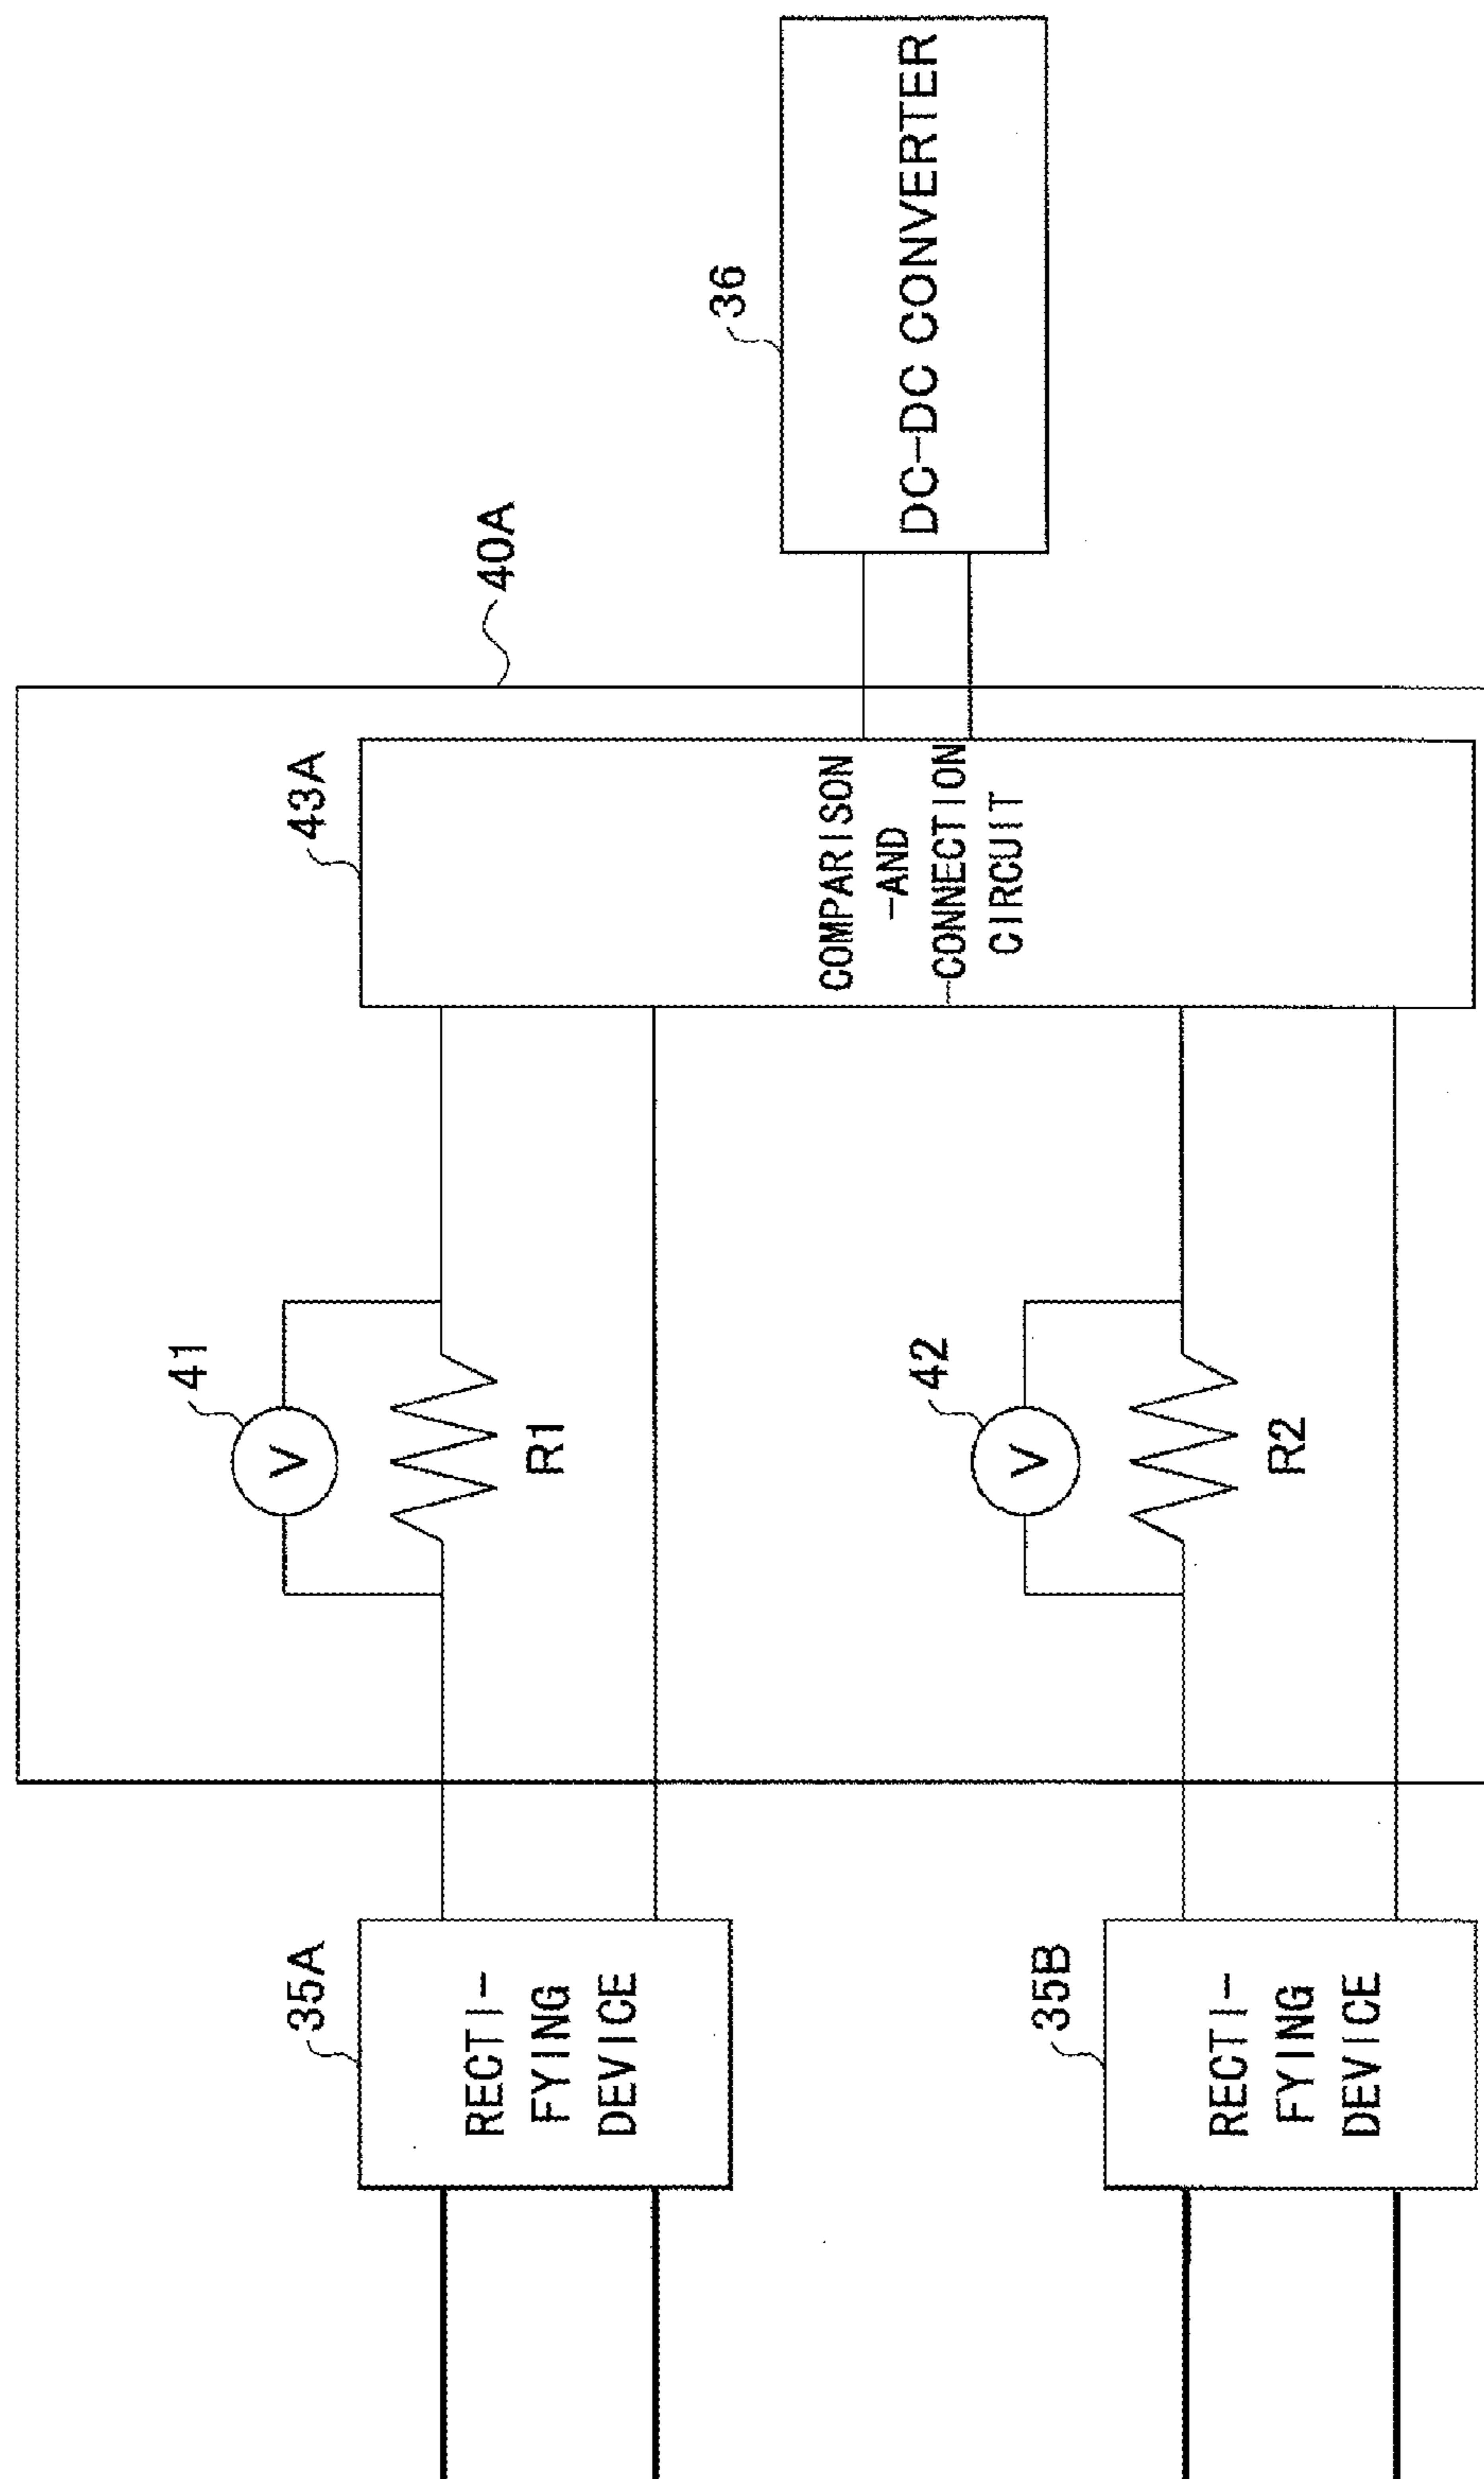 40A
41
R1
43A
35A
RECTI-
FYING
DEVICE
36
DC-DC CONVERTER
COMPARISON
-AND
CONNECTION
CIRCUIT
42
R2
35B
RECTI-
FYING
DEVICE
V
V